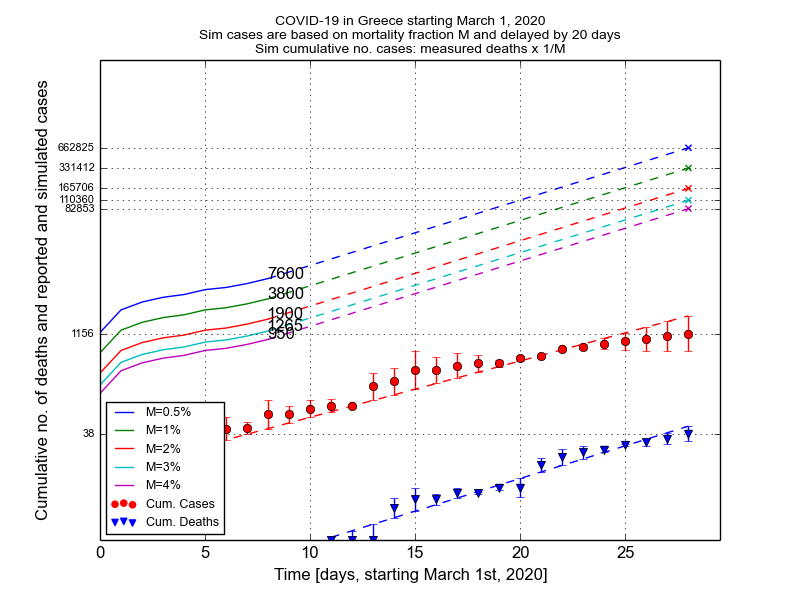 COVID-19 in Greece starting March 1, 2020
Sim cases are based on mortality fraction M and delayed by 20 days
Sim cumulative no. cases: measured deaths x 1/M
Cumulative no. of deaths and reported and simulated cases
662825
331412
165706
110360
82853
1156
38
7600
3800
1900
1265
950
M=0.5%
M=1%
M=2%
M=3%
M=4%
Cum. Cases
Cum. Deaths
0 5 10 15 20 25
Time [days, starting March 1st, 2020]